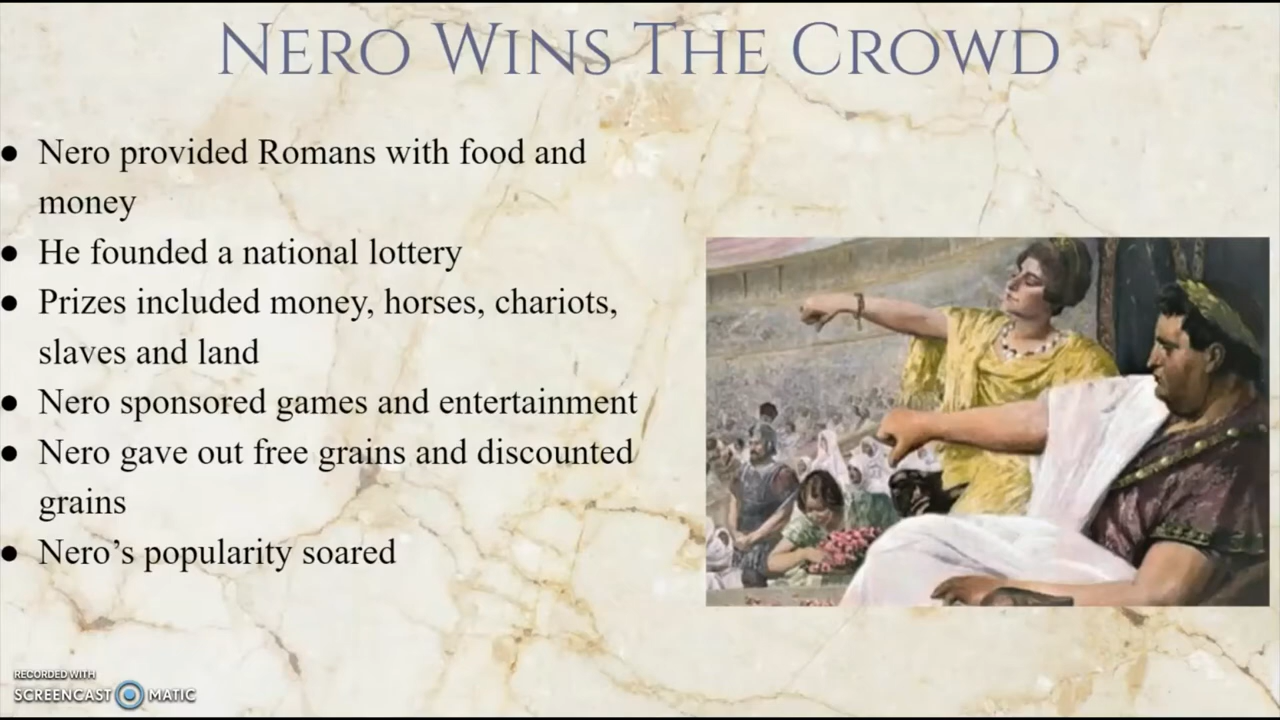 NERO WINS THE CROWD
● Nero provided Romans with food and
money
● He founded a national lottery
● Prizes included money, horses, chariots,
slaves and land
● Nero sponsored games and entertainment
● Nero gave out free grains and discounted
grains
● Nero’s popularity soared
RECORDED WITH
SCREENCAST MATIC